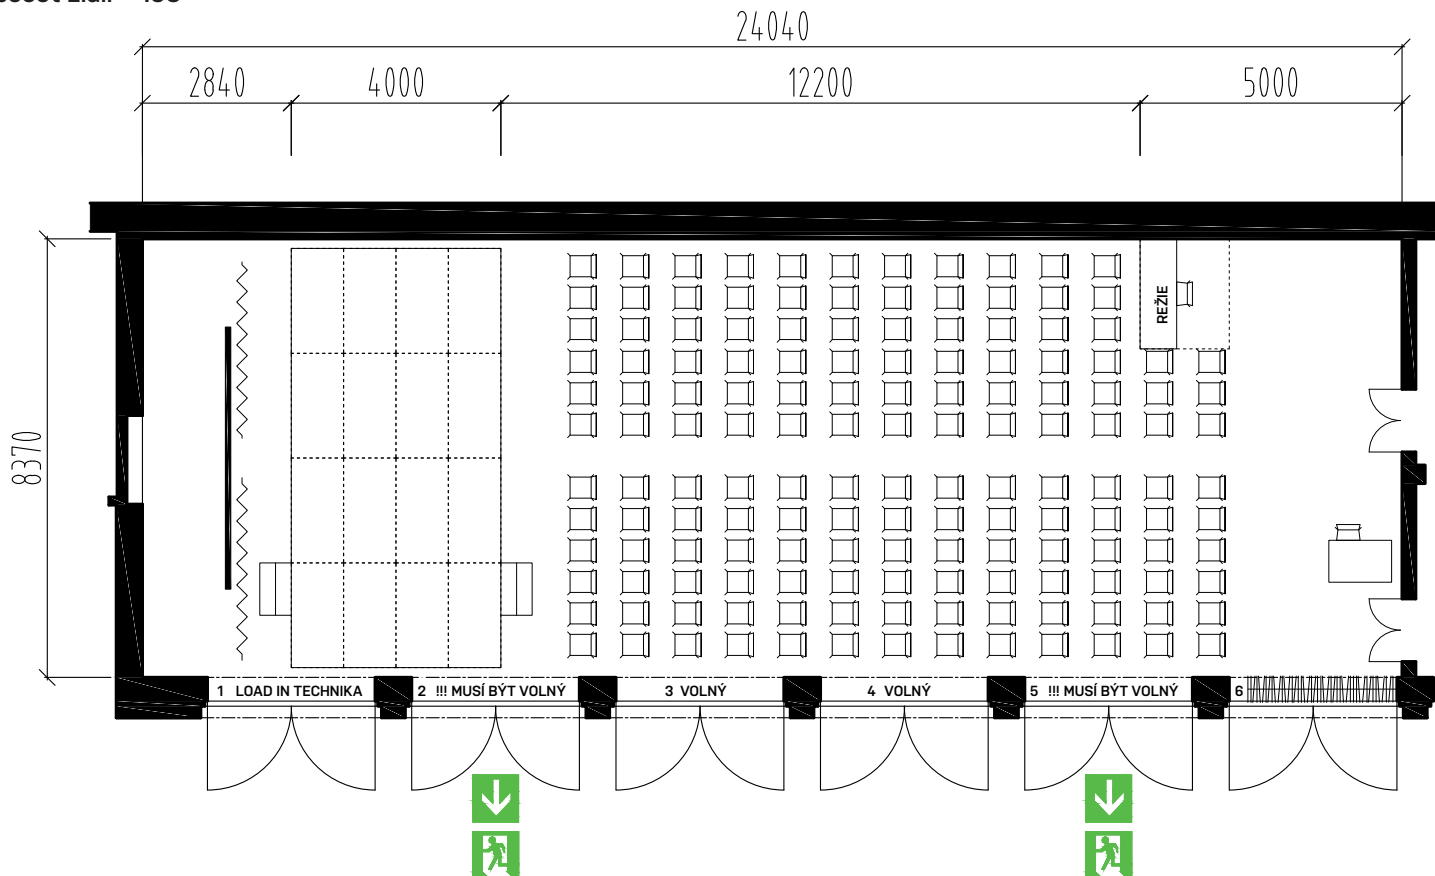 24040
2840
4000
12200
5000
8370
REŽIE
1 LOAD IN TECHNIKA
2 !!! MUSÍ BÝT VOLNÝ
3 VOLNÝ
4 VOLNÝ
5 !!! MUSÍ BÝT VOLNÝ
6